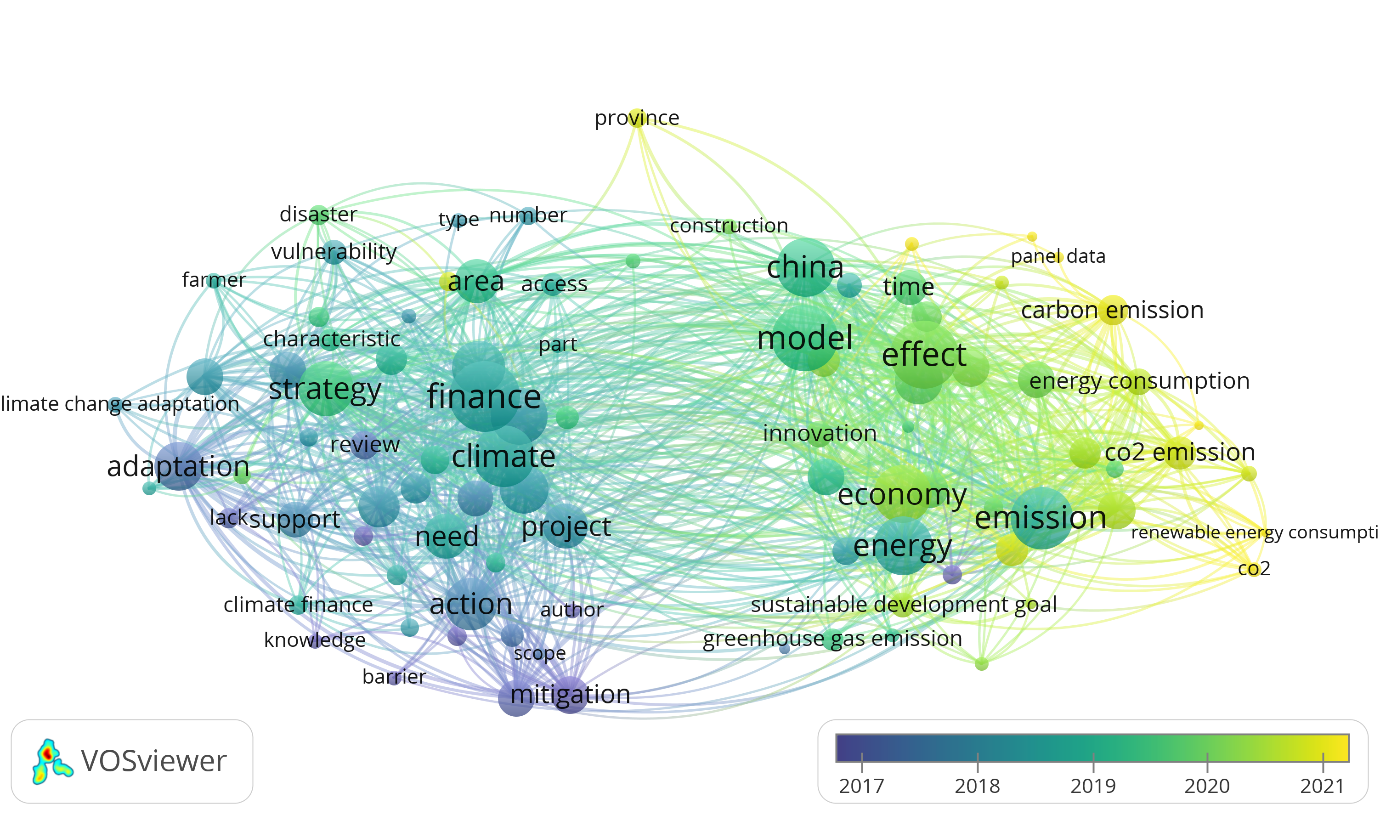 province
disaster
type
number
construction
vulnerability
panel data
china
farmer
area
access
time
carbon emission
characteristic
part
model
effect
strategy
finance
energy consumption
limate change adaptation
innovation
review
climate
co2 emission
adaptation
economy
lack
support
project
emission
need
energy
renewable energy consumpti
co2
climate finance
action
author
sustainable development goal
knowledge
scope
greenhouse gas emission
barrier
mitigation
VOSviewer
2017
2018
2019
2020
2021